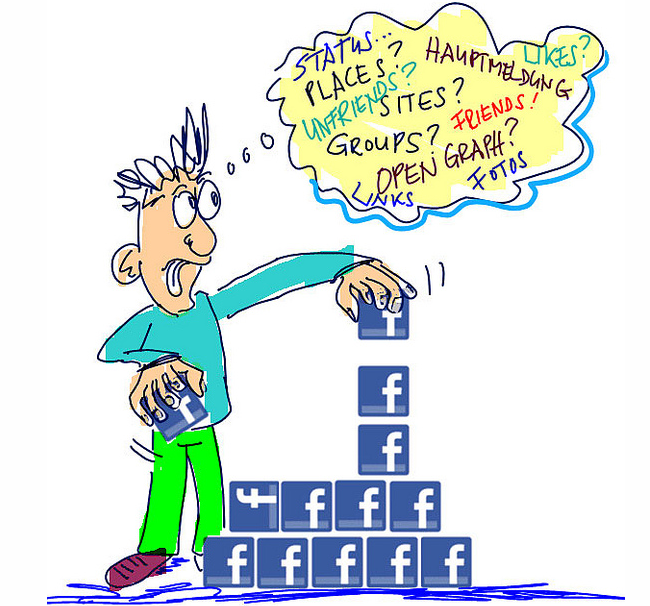 STATUS...
PLACES?
HAUPTMELDUNG
LIKES?
UNFRIENDS?
SITES?
FRIENDS!
GROUPS?
OPEN GRAPH?
LINKS
FOTOS
f
f
f
f
f
f
f
f
f
f
f
f
f